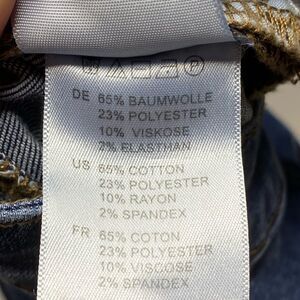 DE 65% BAUMWOLLE
23% POLYESTER
10% VISKOSE
2% ELASTHAN
US 65% COTTON
23% POLYESTER
10% RAYON
2% SPANDEX
FR 65% COTON
23% POLYESTER
10% VISCOSE
2% SPANDEX